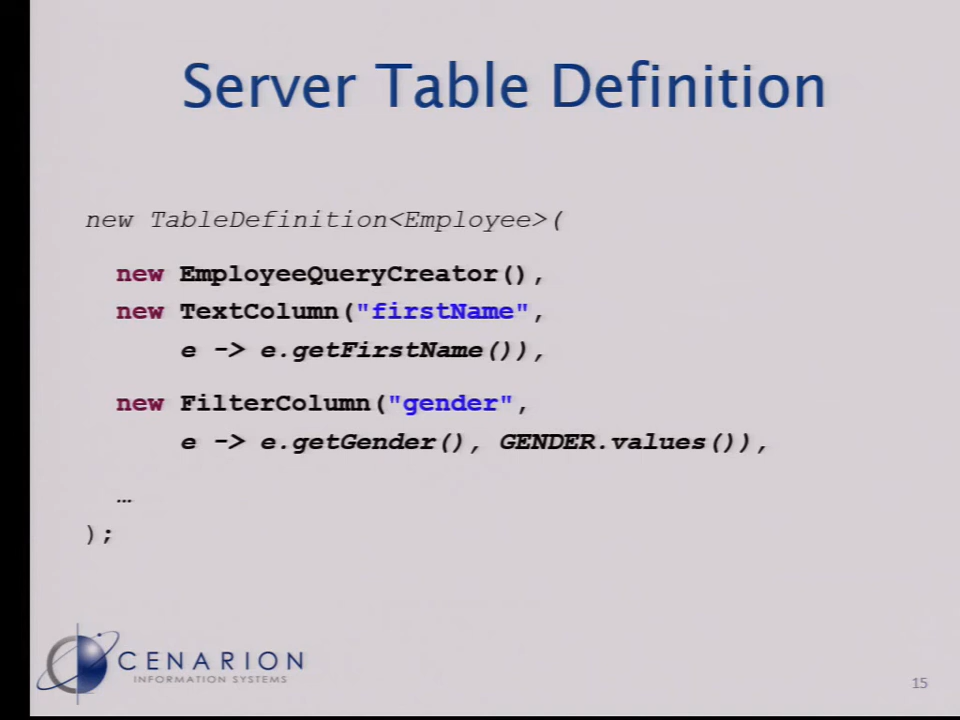 Server Table Definition
new TableDefinition<Employee>(
new EmployeeQueryCreator(),
new TextColumn("firstName",
e -> e.getFirstName()),
new FilterColumn("gender",
e -> e.getGender(), GENDER.values()),
…
);
CENARION
INFORMATION SYSTEMS
15